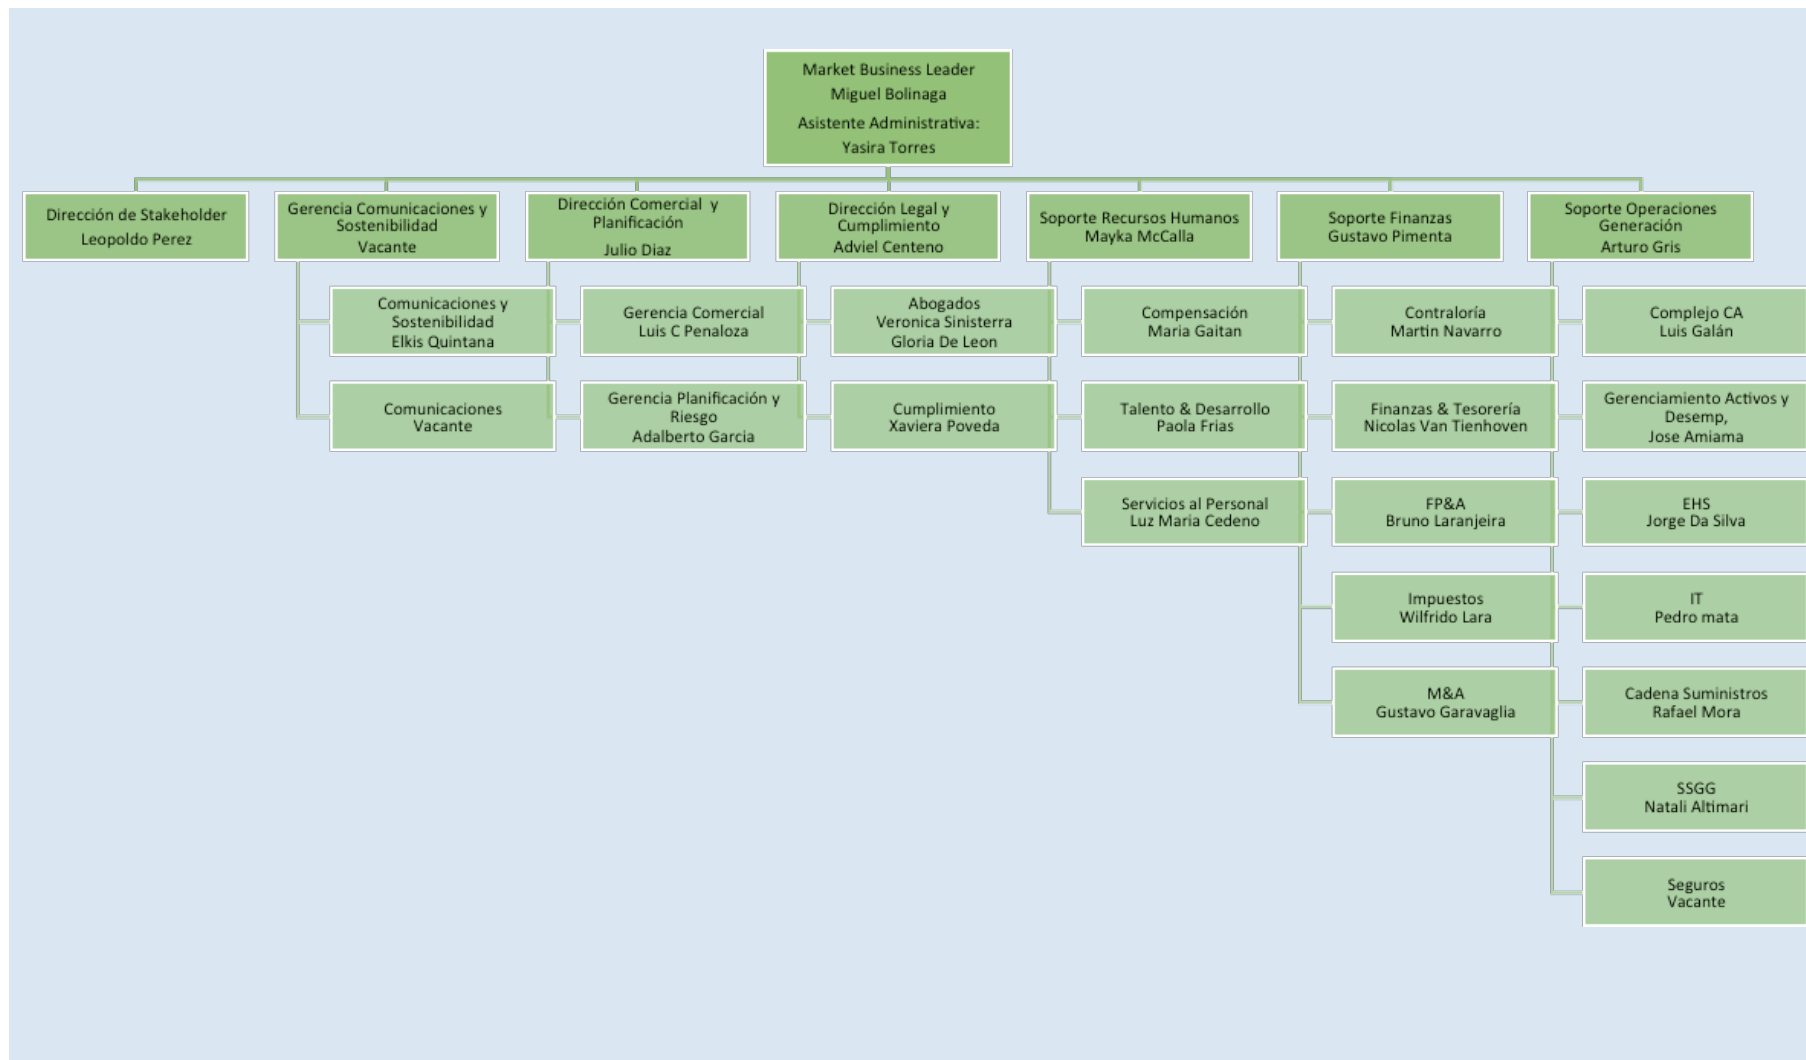 Market Business Leader
Miguel Bolinaga
Asistente Administrativa:
Yasira Torres
Dirección de Stakeholder
Leopoldo Perez
Gerencia Comunicaciones y
Sostenibilidad
Vacante
Dirección Comercial y
Planificación
Julio Diaz
Dirección Legal y
Cumplimiento
Adviel Centeno
Soporte Recursos Humanos
Mayka McCalla
Soporte Finanzas
Gustavo Pimenta
Soporte Operaciones
Generación
Arturo Gris
Comunicaciones y
Sostenibilidad
Elkis Quintana
Gerencia Comercial
Luis C Penaloza
Abogados
Veronica Sinisterra
Gloria De Leon
Compensación
Maria Gaitan
Contraloría
Martin Navarro
Complejo CA
Luis Galán
Comunicaciones
Vacante
Gerencia Planificación y
Riesgo
Adalberto Garcia
Cumplimiento
Xaviera Poveda
Talento & Desarrollo
Paola Frias
Finanzas & Tesorería
Nicolas Van Tienhoven
Gerenciamiento Activos y
Desemp,
Jose Amiama
Servicios al Personal
Luz Maria Cedeno
FP&A
Bruno Laranjeira
EHS
Jorge Da Silva
Impuestos
Wilfrido Lara
IT
Pedro mata
M&A
Gustavo Garavaglia
Cadena Suministros
Rafael Mora
SSGG
Natali Altimari
Seguros
Vacante